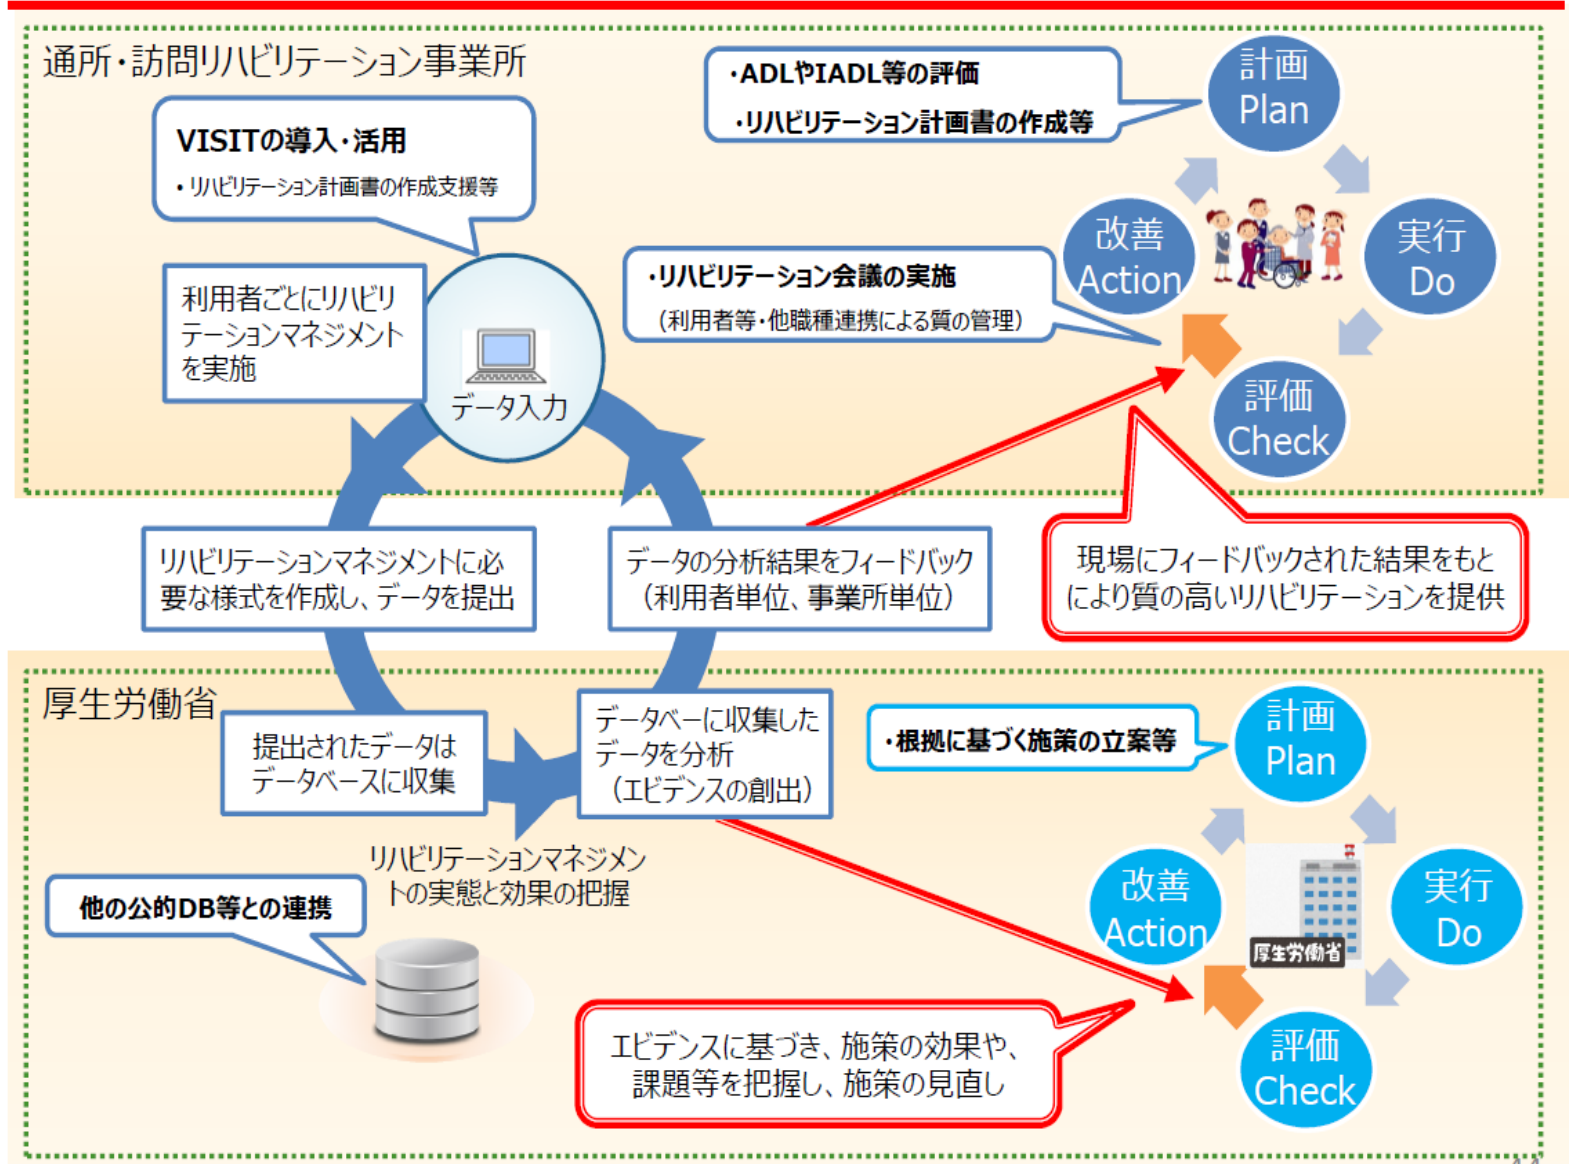 通所・訪問リハビリテーション事業所
VISITの導入・活用
・リハビリテーション計画書の作成支援等
・ADLやIADL等の評価
・リハビリテーション計画書の作成等
計画
Plan
改善
Action
実行
Do
評価
Check
・リハビリテーション会議の実施
（利用者等・他職種連携による質の管理）
利用者ごとにリハビリ
テーションマネジメント
を実施
データ入力
リハビリテーションマネジメントに必
要な様式を作成し、データを提出
データの分析結果をフィードバック
（利用者単位、事業所単位）
現場にフィードバックされた結果をもと
により質の高いリハビリテーションを提供
厚生労働省
提出されたデータは
データベースに収集
データベーに収集した
データを分析
（エビデンスの創出）
・根拠に基づく施策の立案等
計画
Plan
改善
Action
実行
Do
厚生労働省
評価
Check
リハビリテーションマネジメン
トの実態と効果の把握
他の公的DB等との連携
エビデンスに基づき、施策の効果や、
課題等を把握し、施策の見直し